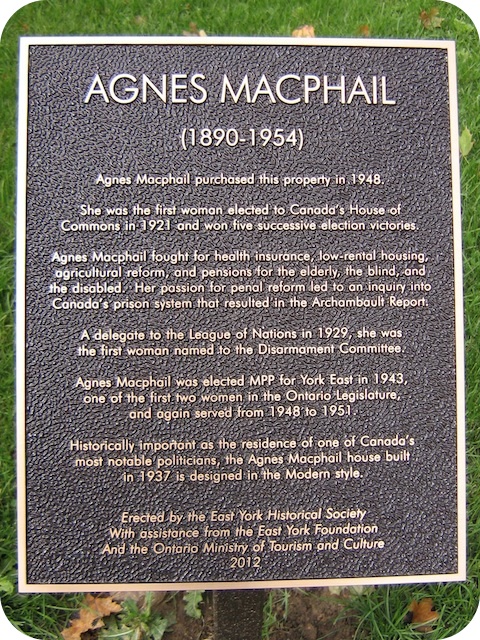 AGNES MACPHAIL
(1890-1954)
Agnes Macphail purchased this property in 1948.
She was the first woman elected to Canada's House of
Commons in 1921 and won five successive election victories.
Agnes Macphail fought for health insurance, low-rental housing,
agricultural reform, and pensions for the elderly, the blind, and
the disabled. Her passion for penal reform led to an inquiry into
Canada's prison system that resulted in the Archambault Report.
A delegate to the League of Nations in 1929, she was
the first woman named to the Disarmament Committee.
Agnes Macphail was elected MPP for York East in 1943,
one of the first two women in the Ontario Legislature,
and again served from 1948 to 1951.
Historically important as the residence of one of Canada's
most notable politicians, the Agnes Macphail house built
in 1937 is designed in the Modern style.
Erected by the East York Historical Society
With assistance from the East York Foundation
And the Ontario Ministry of Tourism and Culture
2012